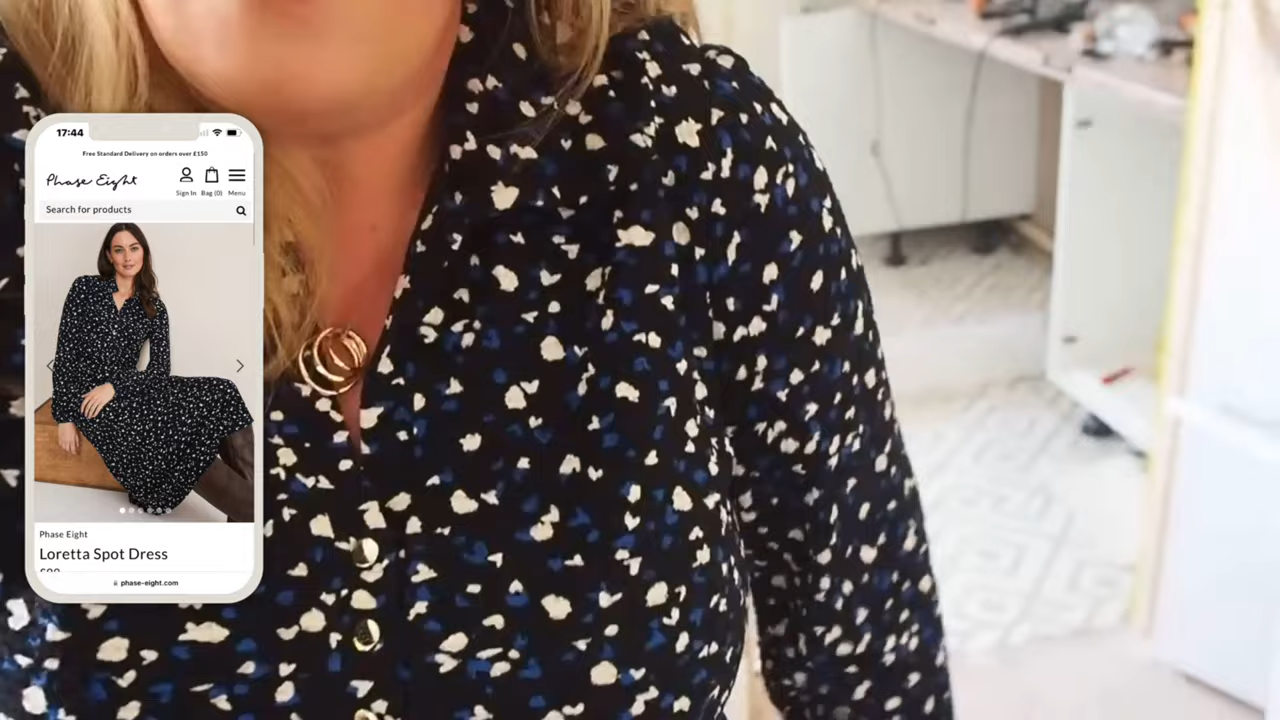 17:44
Free Standard Delivery on orders over £150
Phase Eight
Sign In Bag (0) Menu
Search for products
Phase Eight
Loretta Spot Dress
phase-eight.com